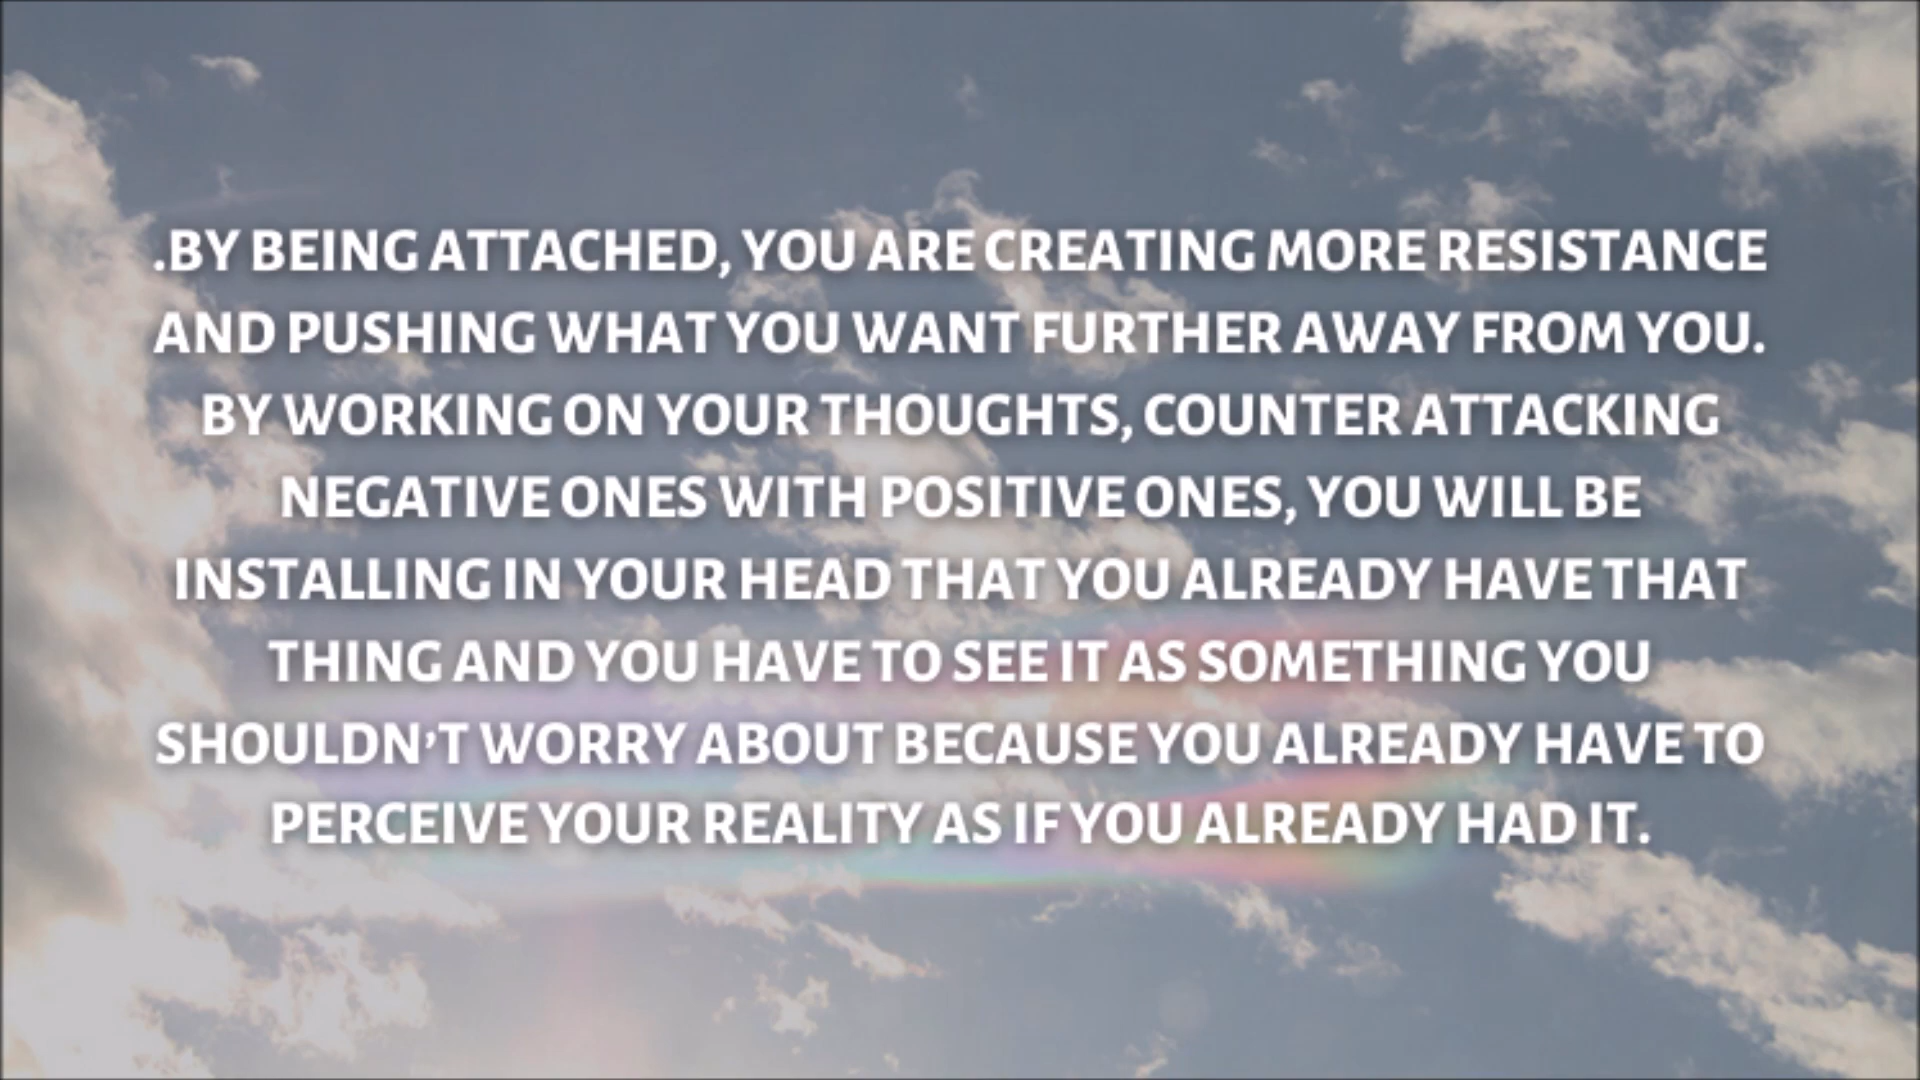 .BY BEING ATTACHED, YOU ARE CREATING MORE RESISTANCE
AND PUSHING WHAT YOU WANT FURTHER AWAY FROM YOU.
BY WORKING ON YOUR THOUGHTS, COUNTER ATTACKING
NEGATIVE ONES WITH POSITIVE ONES, YOU WILL BE
INSTALLING IN YOUR HEAD THAT YOU ALREADY HAVE THAT
THING AND YOU HAVE TO SEE IT AS SOMETHING YOU
SHOULDN'T WORRY ABOUT BECAUSE YOU ALREADY HAVE TO
PERCEIVE YOUR REALITY AS IF YOU ALREADY HAD IT.